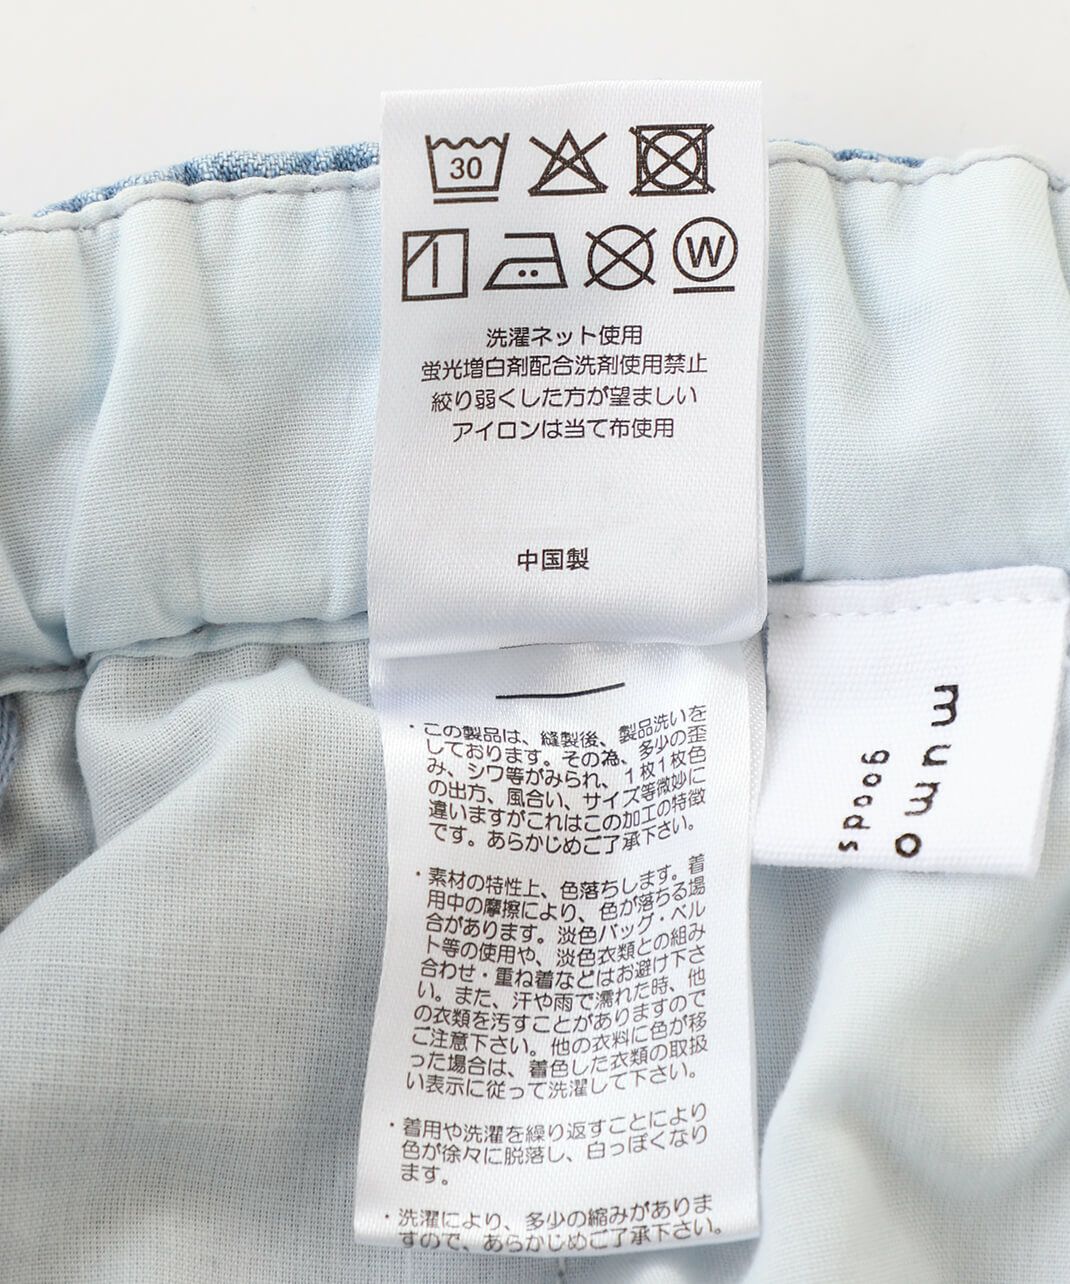 30
W
洗濯ネット使用
蛍光増白剤配合洗剤使用禁止
絞り弱くした方が望ましい
アイロンは当て布使用
中国製
・この製品は、縫製後、製品洗いを
しております。その為、多少の歪
み、シワ等がみられ、1枚1枚色
の出方、風合い、サイズ等微妙に
違いますがこれはこの加工の特徴
です。あらかじめご了承下さい。
・素材の特性上、色落ちします。着
用中の摩擦により、色が落ちる場
合があります。淡色バッグ・ベル
ト等の使用や、淡色衣類との組み
合わせ・重ね着などはお避け下さ
い。また、汗や雨で濡れた時、他
の衣類を汚すことがありますので
ご注意下さい。他の衣料に色が移
った場合は、着色した衣類の取扱
い表示に従って洗濯して下さい。
・着用や洗濯を繰り返すことにより
色が徐々に脱落し、白っぽくなり
ます。
・洗濯により、多少の縮みがありま
すので、あらかじめご了承下さい。
mumo
goods